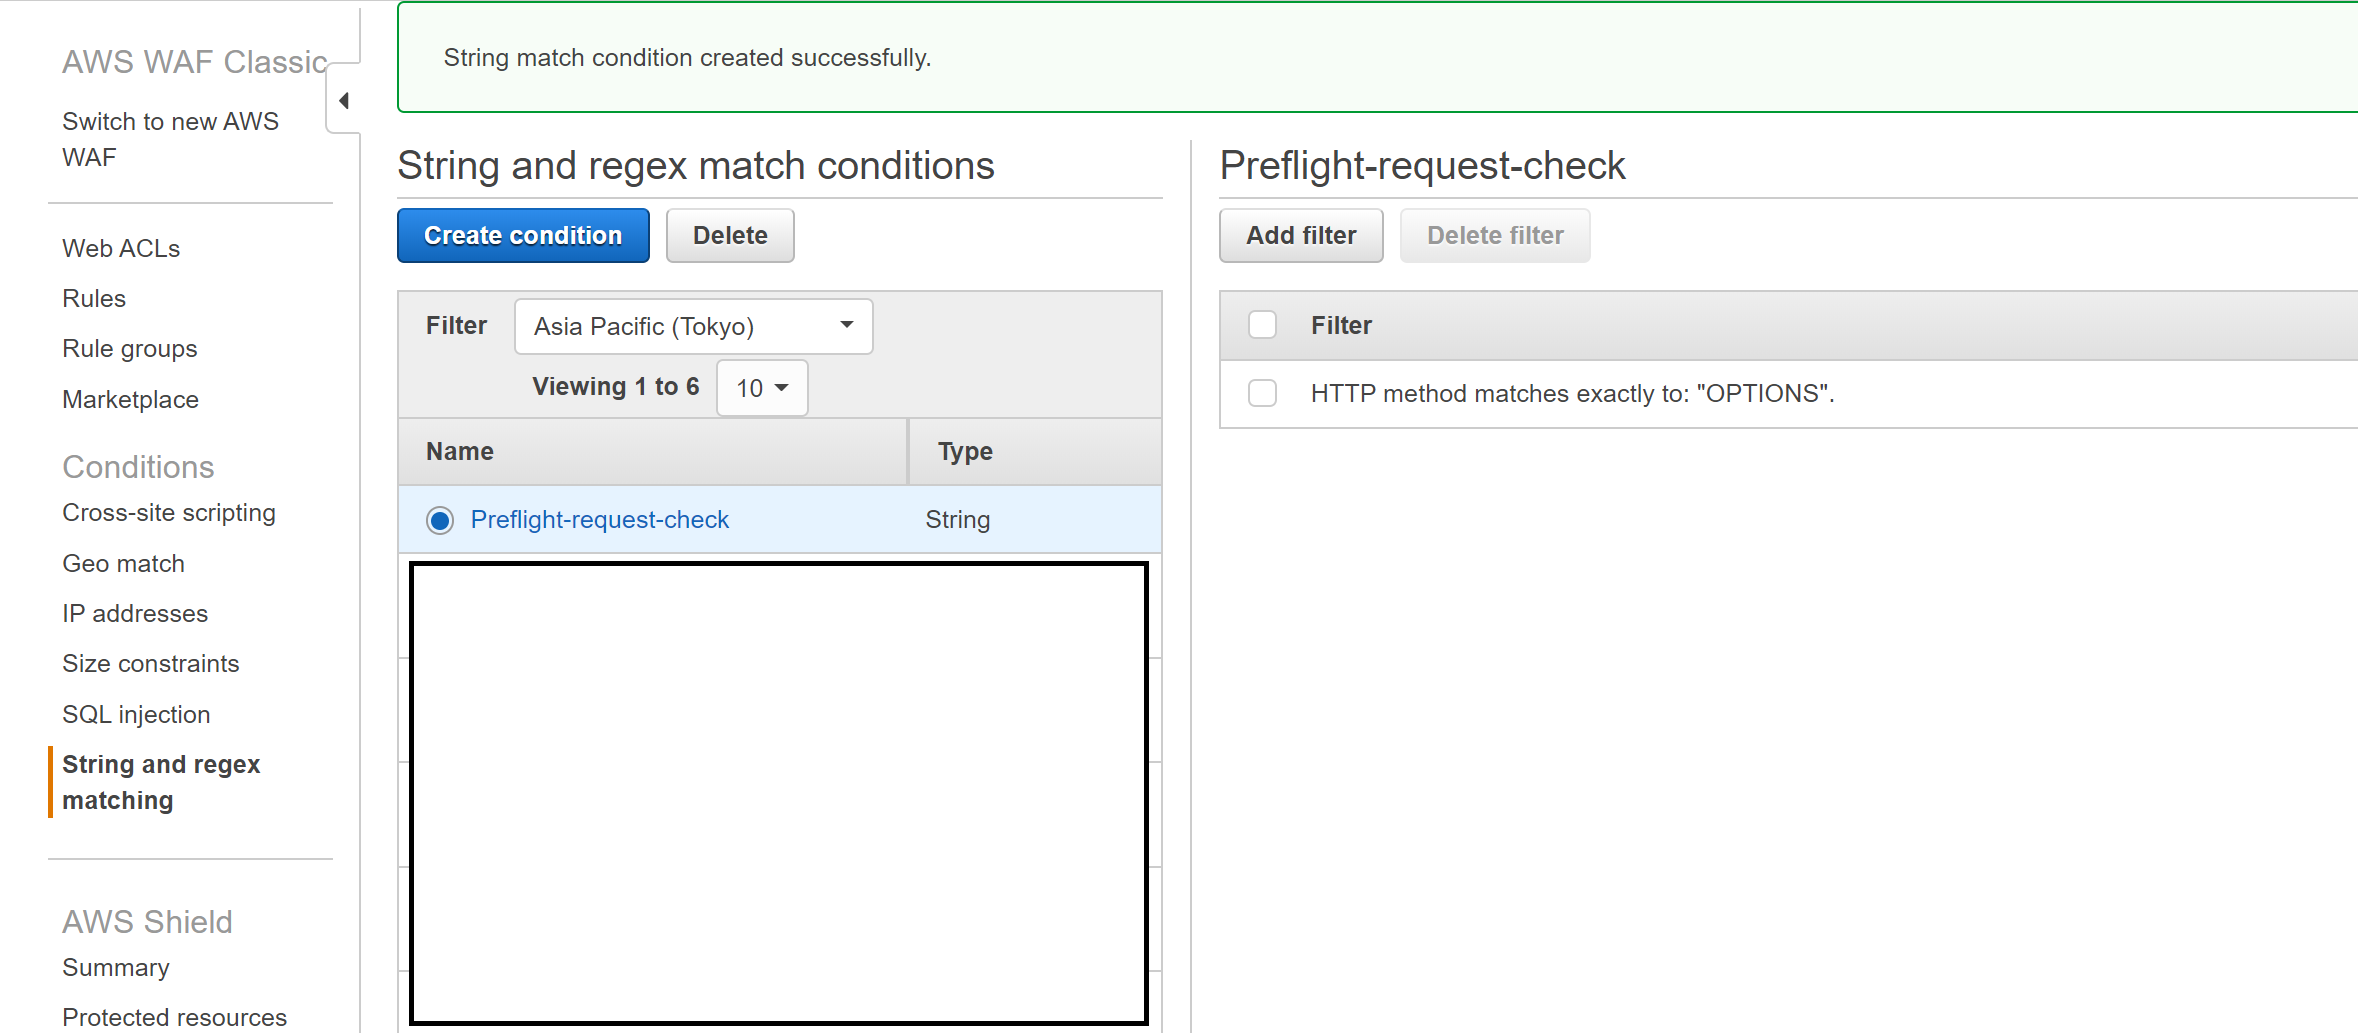 AWS WAF Classic
Switch to new AWS
WAF
Web ACLs
Rules
Rule groups
Marketplace
Conditions
Cross-site scripting
Geo match
IP addresses
Size constraints
SQL injection
String and regex
matching
AWS Shield
Summary
Protected resources
String match condition created successfully.
String and regex match conditions
Create condition
Delete
Filter
Asia Pacific (Tokyo)
Viewing 1 to 6
10
Name Type
Preflight-request-check String
Preflight-request-check
Add filter
Delete filter
Filter
HTTP method matches exactly to: "OPTIONS".